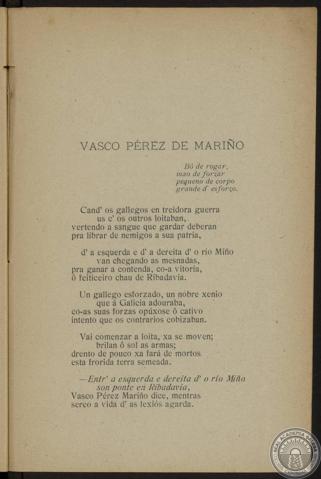 VASCO PÉREZ DE MARIÑO
Bó de rogar,
mao de forzar
pequeno de corpo
grande d' esforzo.
Cand' os gallegos en treidora guerra
us c' os outros loitaban,
vertendo a sangue que gardar deberan
pra librar de nemigos a sua patria,
d' a esquerda e d' a dereita d' o río Miño
van chegando as mesnadas,
pra ganar a contenda, co-a vitoria,
ô feiticeiro chau de Ribadavia.
Un gallego esforzado, un nobre xenio
que á Galicia adouraba,
co-as suas forzas opúxose ô cativo
intento que os contrarios cobizaban.
Vai comenzar a loita, xa se moven;
brilan ô sol as armas;
drento de pouco xa fará de mortos
esta frorida terra semeada.
—Entr' a esquerda e dereita d' o río Miño
son ponte en Ribadavia,
Vasco Pérez Mariño dice, mentras
sereo a vida d' as lexiós agarda.